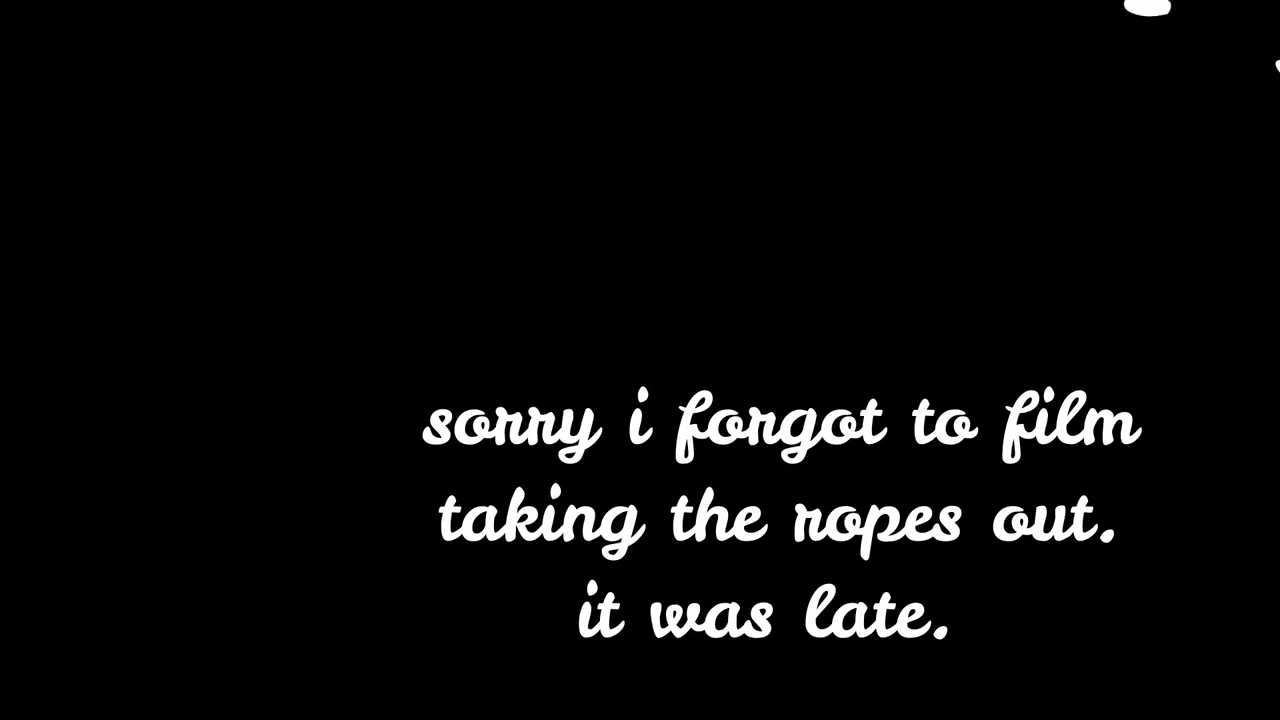 sorry i forgot to film
taking the ropes out.
it was late.